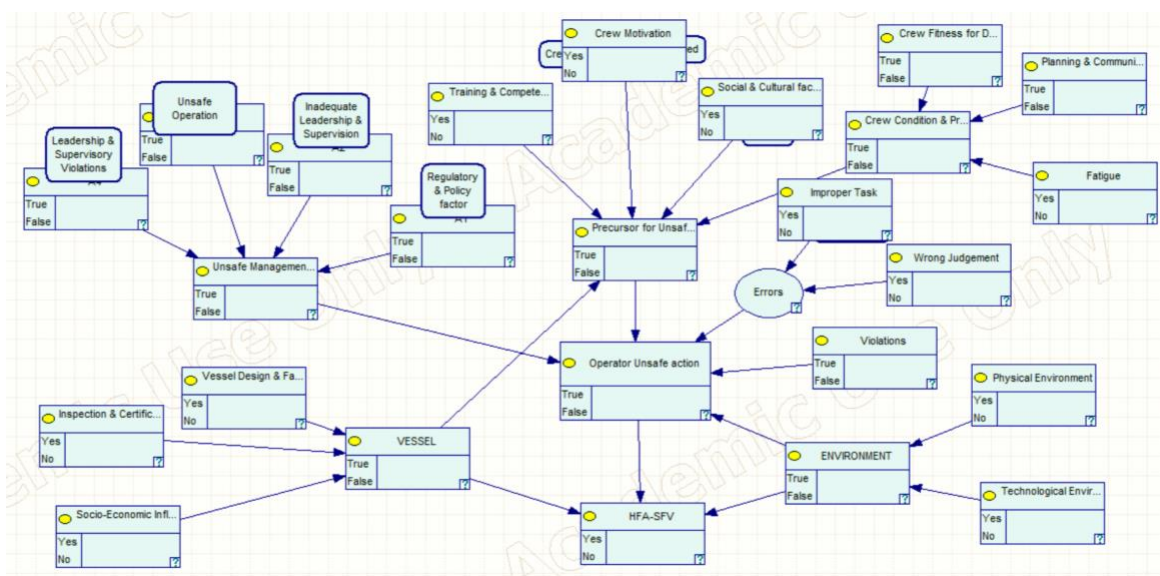 Crew Motivation
Cre
ed
Yes
No
Crew Fitness for D...
True
False
Planning & Communi...
True
False
Training & Compete...
Yes
No
Social & Cultural fac...
Yes
No
Crew Condition & Pr...
True
False
Unsafe
Operation
True
False
Inadequate
Leadership &
Supervision
True
False
Leadership &
Supervisory
Violations
True
False
Regulatory
& Policy
factor
True
False
Fatigue
Yes
No
Improper Task
Yes
No
Precursor for Unsaf...
True
False
Unsafe Managemen...
True
False
Wrong Judgement
Yes
No
Errors
Operator Unsafe action
True
False
Violations
True
False
Vessel Design & Fa...
Yes
No
Physical Environment
Yes
No
Inspection & Certific...
Yes
No
VESSEL
True
False
ENVIRONMENT
True
False
Socio-Economic Infl...
Yes
No
HFA-SFV
Yes
No
Technological Envir...
Yes
No
Academic Use Only